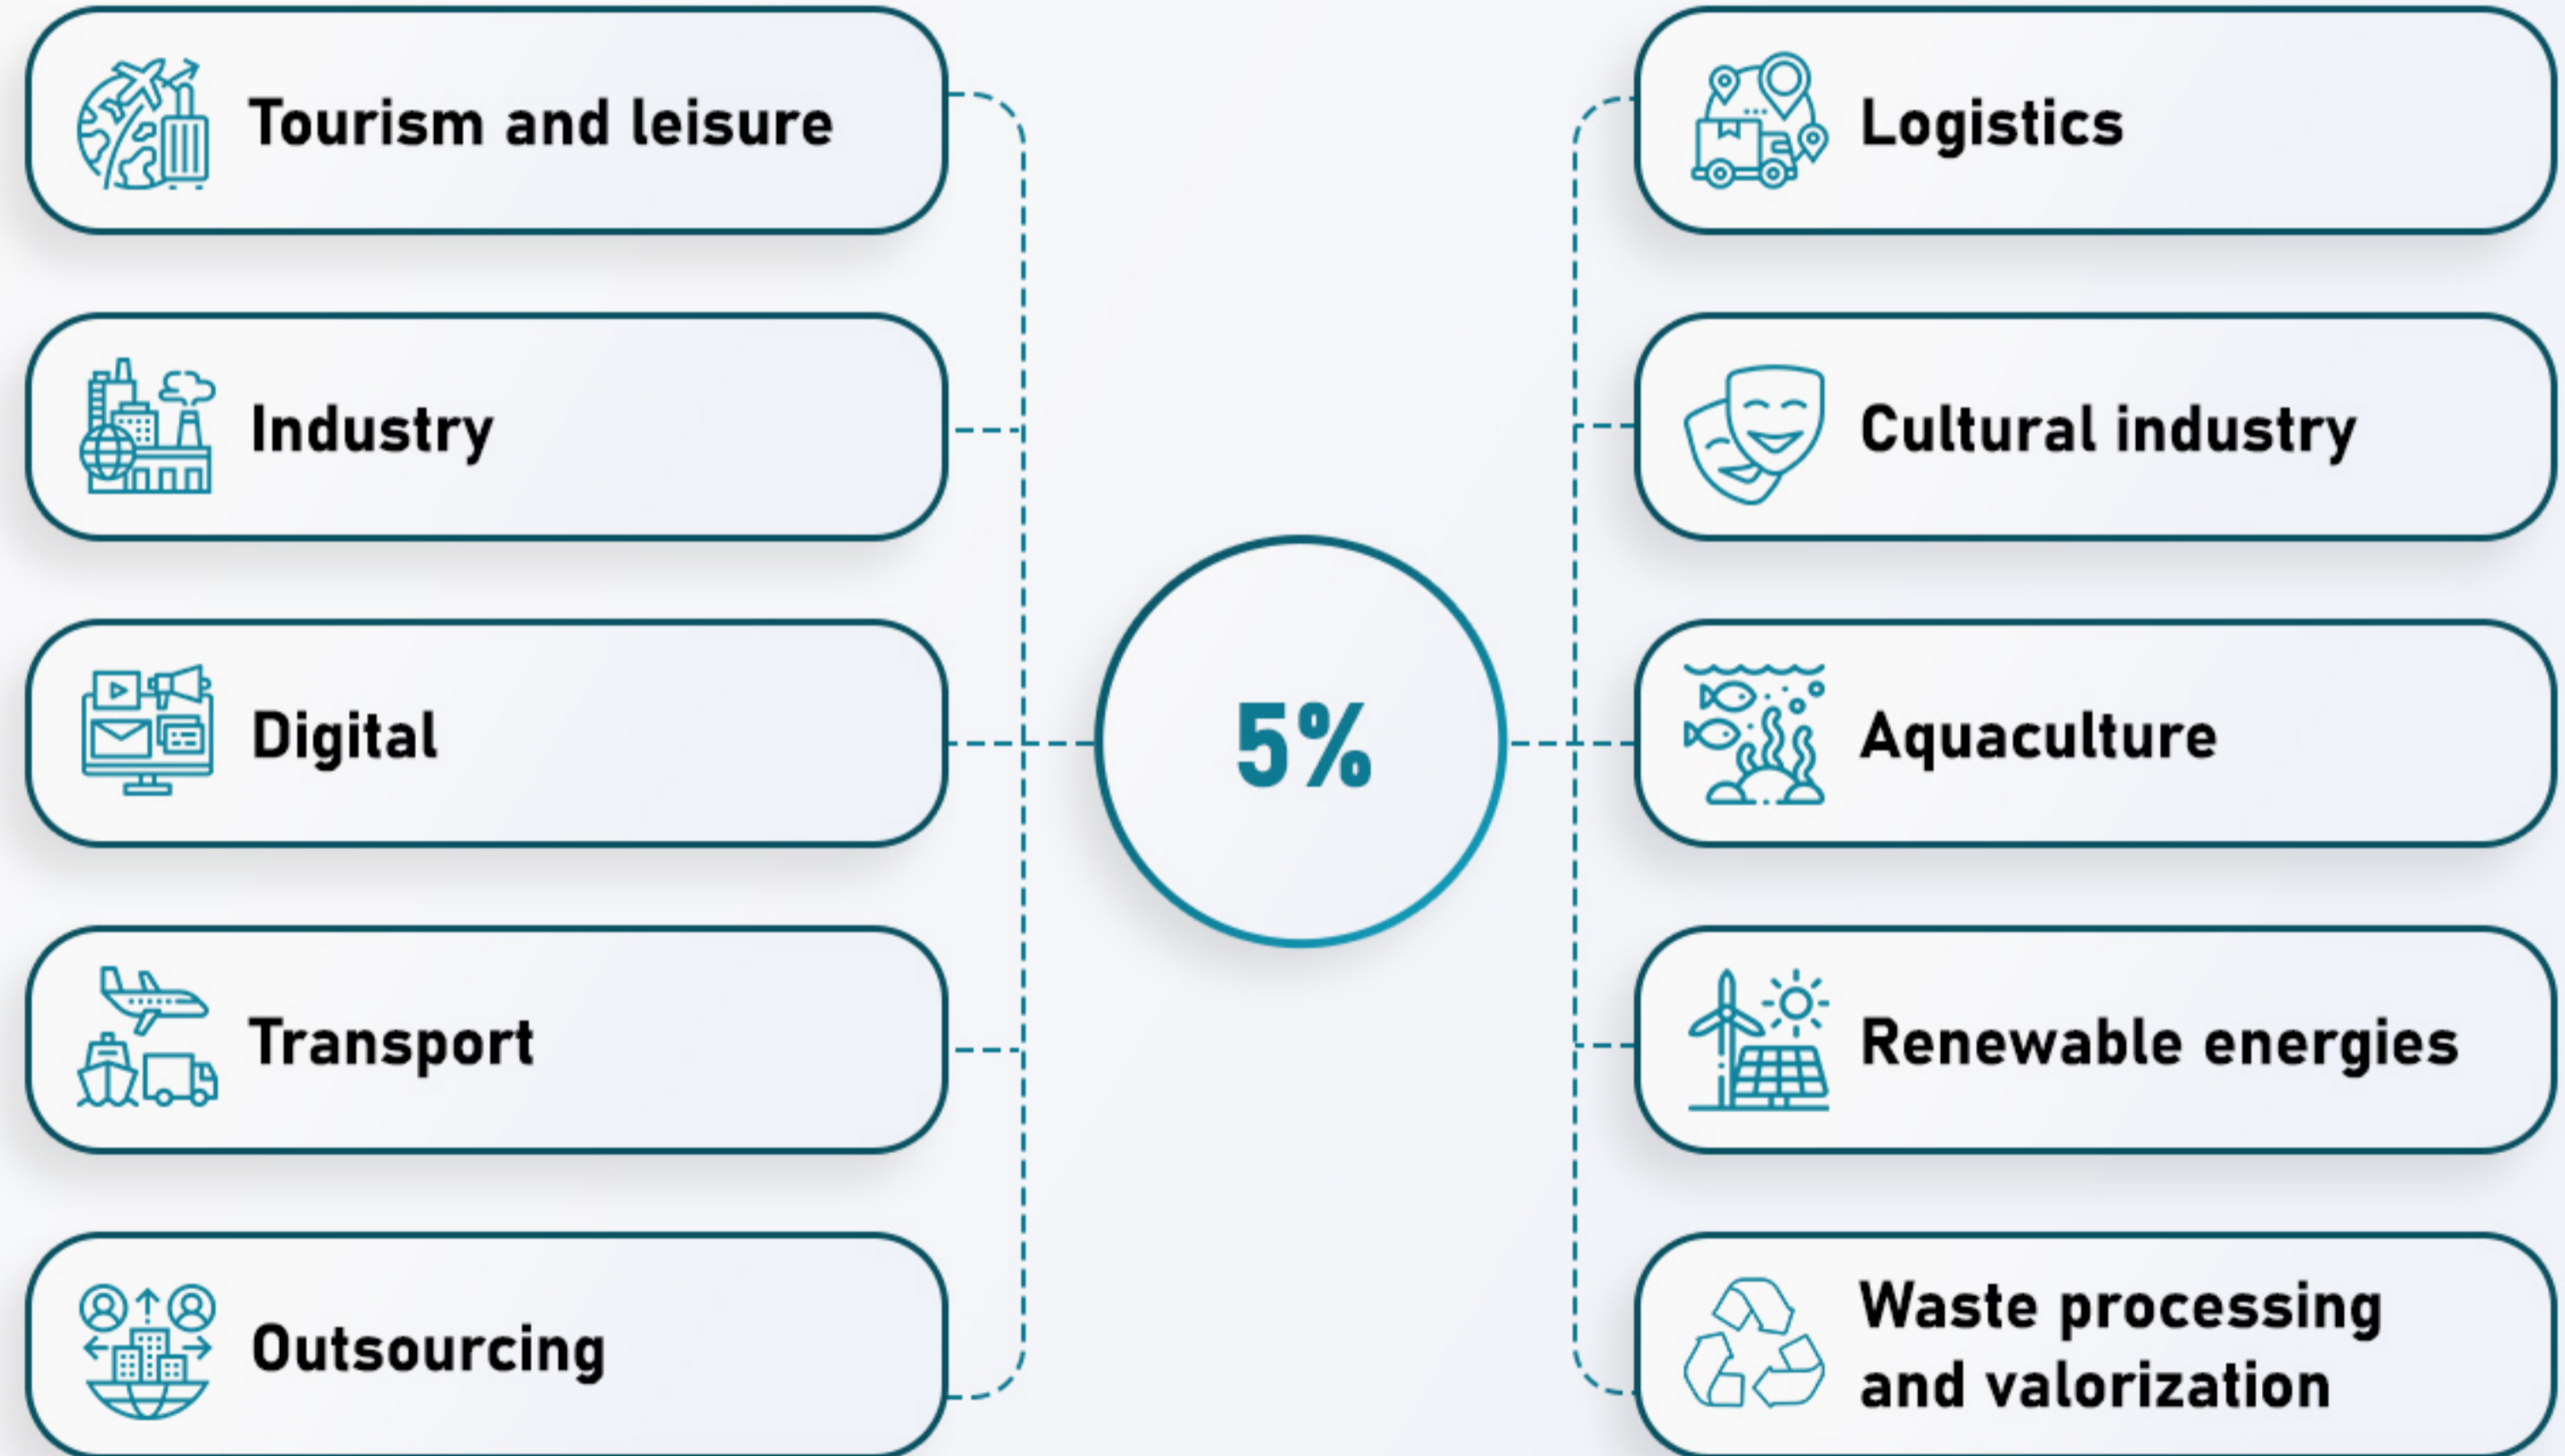 Tourism and leisure
Industry
Digital
Transport
Outsourcing
5%
Logistics
Cultural industry
Aquaculture
Renewable energies
Waste processing
and valorization